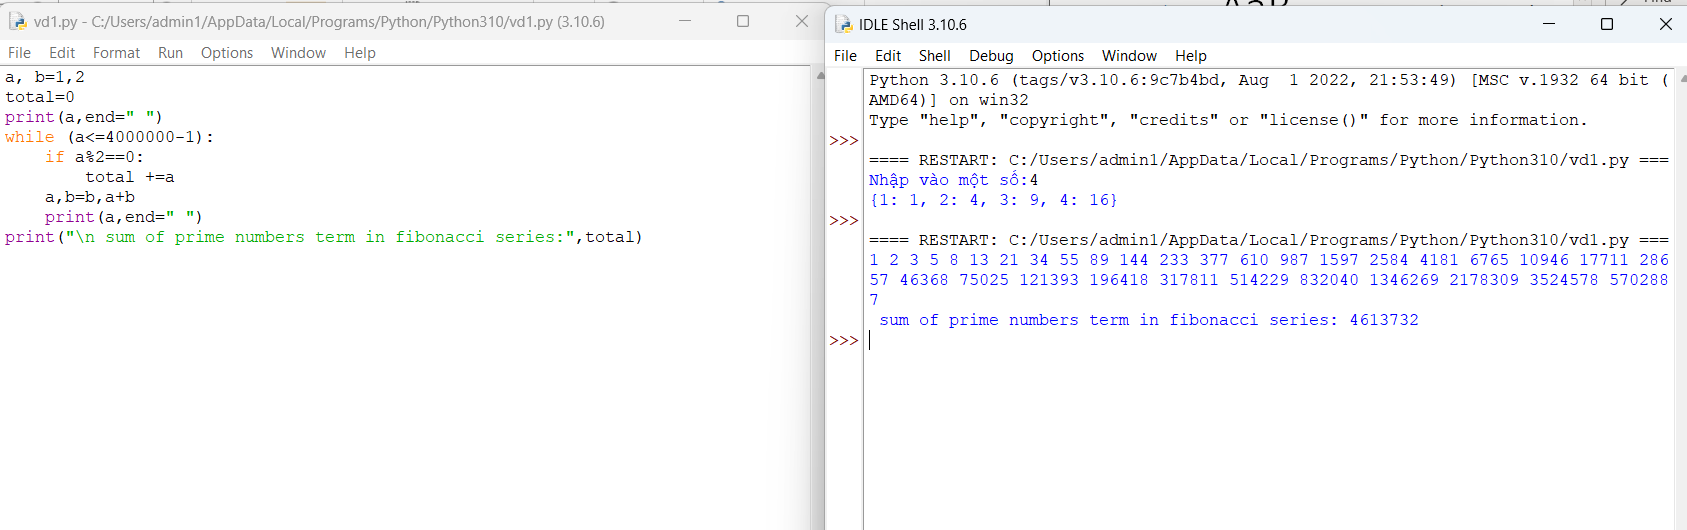 vd1.py - C:/Users/admin1/AppData/Local/Programs/Python/Python310/vd1.py (3.10.6)
File Edit Format Run Options Window Help
a, b=1,2
total=0
print(a,end=" ")
while (a<=4000000-1):
    if a%2==0:
        total +=a
    a,b=b,a+b
    print(a,end=" ")
print("\n sum of prime numbers term in fibonacci series:",total)
IDLE Shell 3.10.6
File Edit Shell Debug Options Window Help
Python 3.10.6 (tags/v3.10.6:9c7b4bd, Aug  1 2022, 21:53:49) [MSC v.1932 64 bit (
AMD64)] on win32
Type "help", "copyright", "credits" or "license()" for more information.
>>>
==== RESTART: C:/Users/admin1/AppData/Local/Programs/Python/Python310/vd1.py ===
Nhập vào một số:4
{1: 1, 2: 4, 3: 9, 4: 16}
>>>
==== RESTART: C:/Users/admin1/AppData/Local/Programs/Python/Python310/vd1.py ===
1 2 3 5 8 13 21 34 55 89 144 233 377 610 987 1597 2584 4181 6765 10946 17711 286
57 46368 75025 121393 196418 317811 514229 832040 1346269 2178309 3524578 570288
7
 sum of prime numbers term in fibonacci series: 4613732
>>>